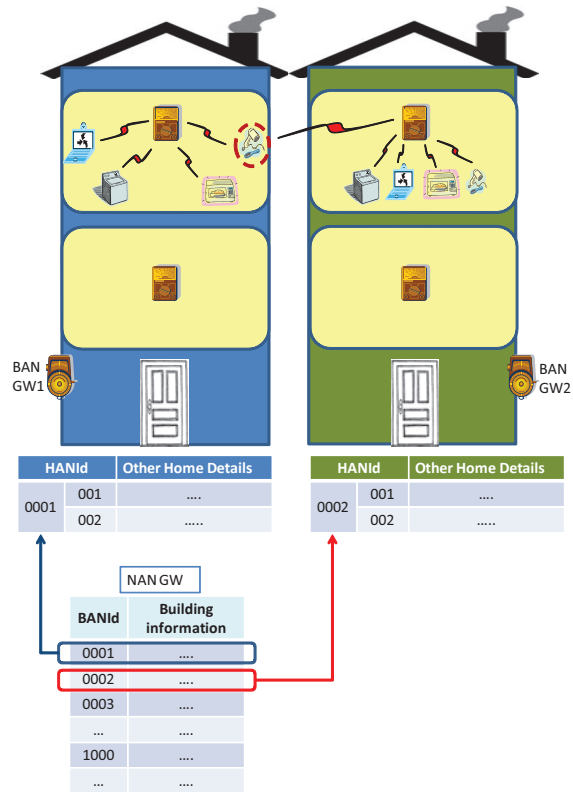 BAN
GW1
BAN
GW2
HANId Other Home Details
0001 001 ....
002 .....
HANId Other Home Details
0002 001 ....
002 .....
NAN GW
BANId Building information
0001 ....
0002 ....
0003 ....
... ....
1000 ....
... ....